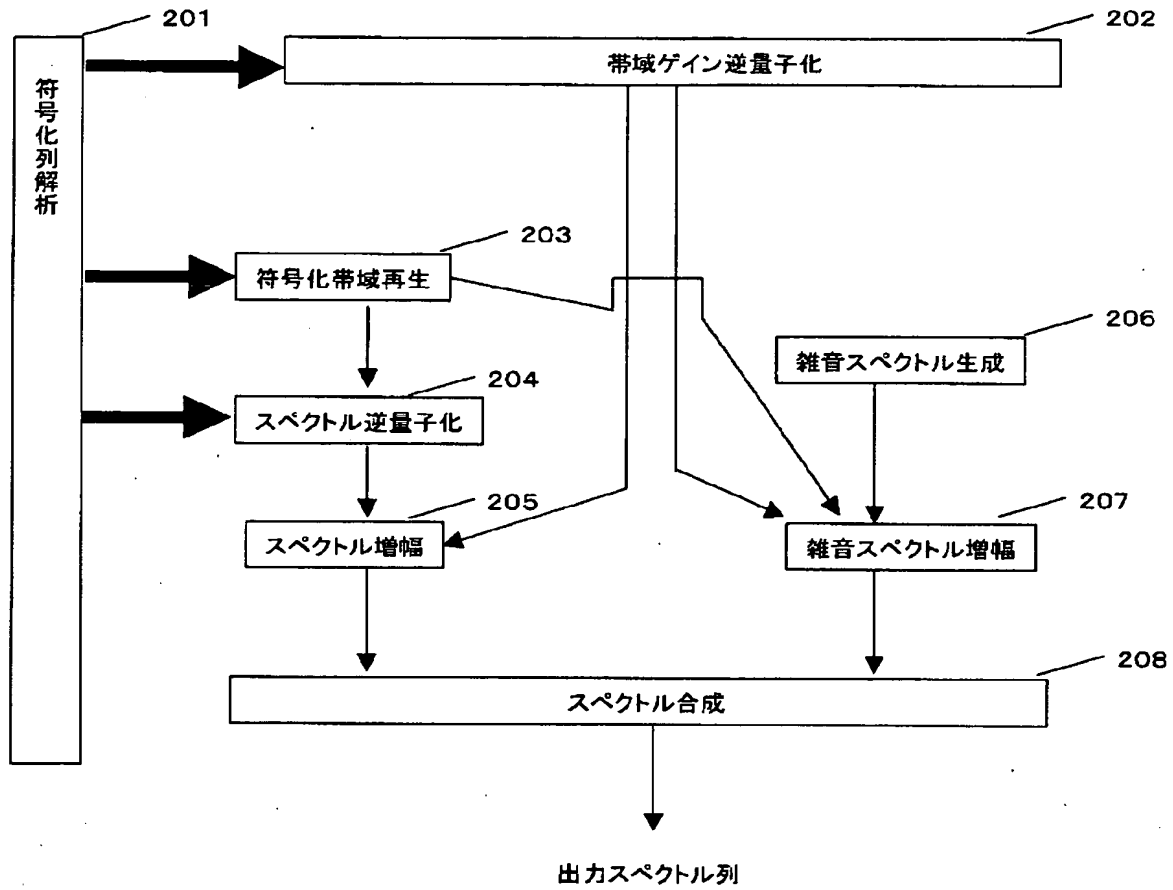 201
符号化列解析
202
帯域ゲイン逆量子化
203
符号化帯域再生
204
スペクトル逆量子化
205
スペクトル増幅
206
雑音スペクトル生成
207
雑音スペクトル増幅
208
スペクトル合成
出力スペクトル列